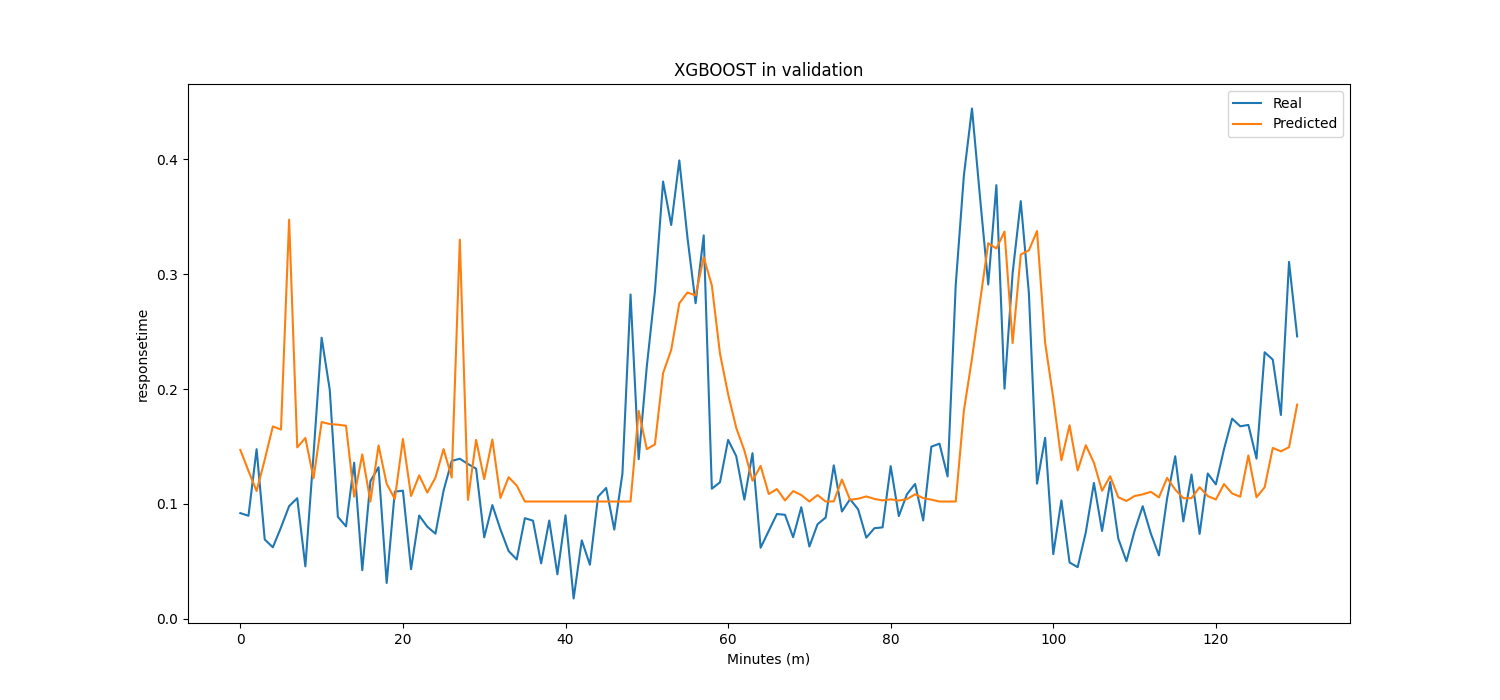 XGBOOST in validation
Real
Predicted
responsetime
0.4
0.3
0.2
0.1
0.0
0 20 40 60 80 100 120
Minutes (m)